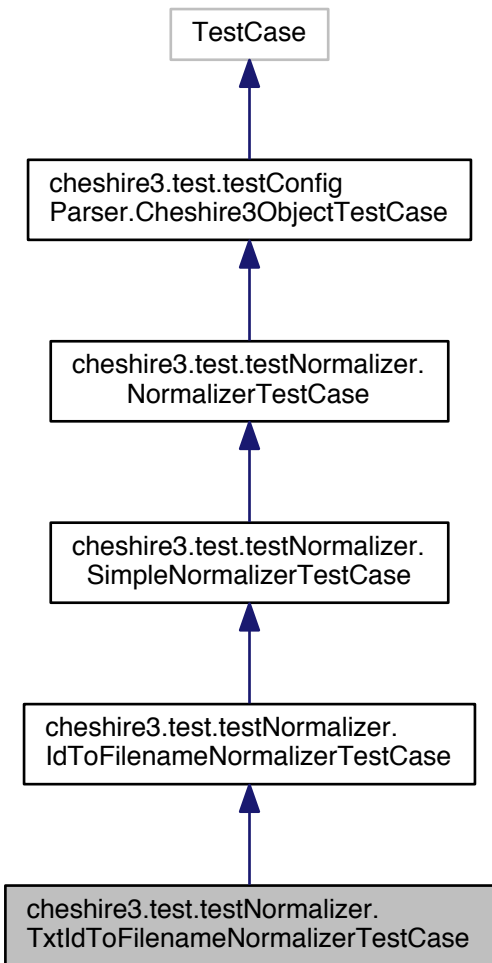 TestCase
cheshire3.test.testConfig
Parser.Cheshire3ObjectTestCase
cheshire3.test.testNormalizer.
NormalizerTestCase
cheshire3.test.testNormalizer.
SimpleNormalizerTestCase
cheshire3.test.testNormalizer.
IdToFilenameNormalizerTestCase
cheshire3.test.testNormalizer.
TxtIdToFilenameNormalizerTestCase